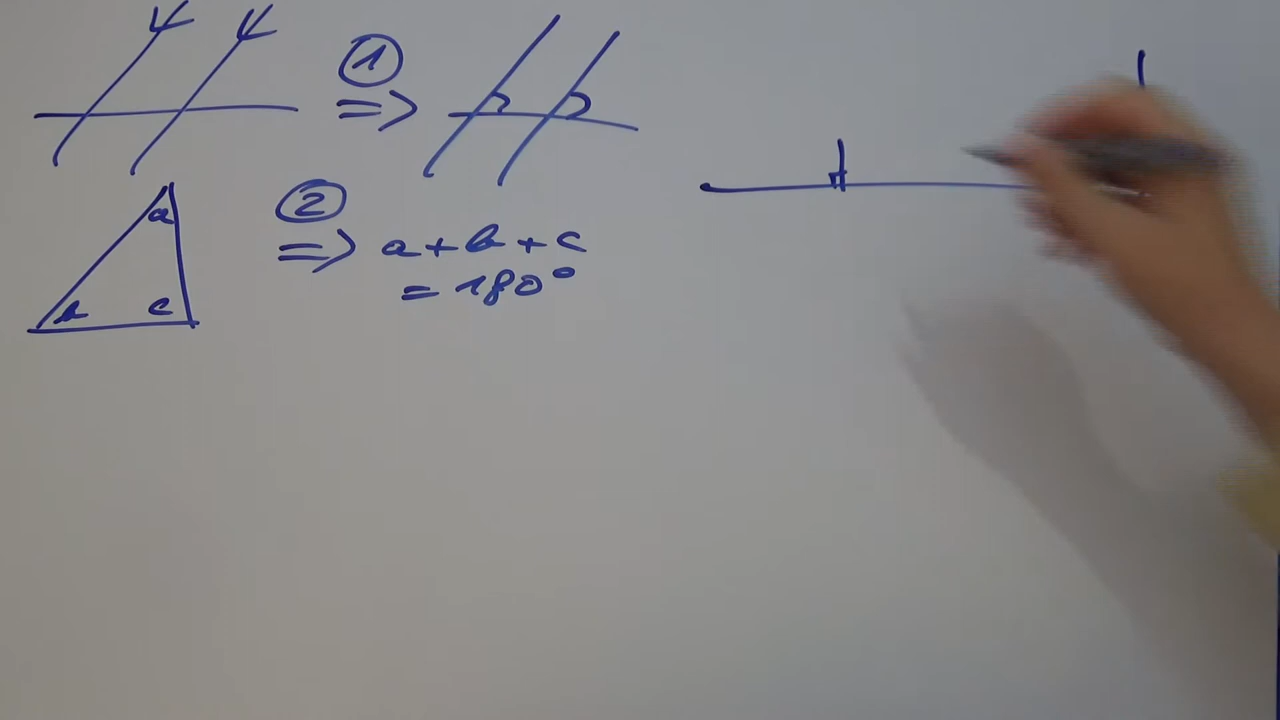 ① =>
a
b c
② => a + b + c
= 180°